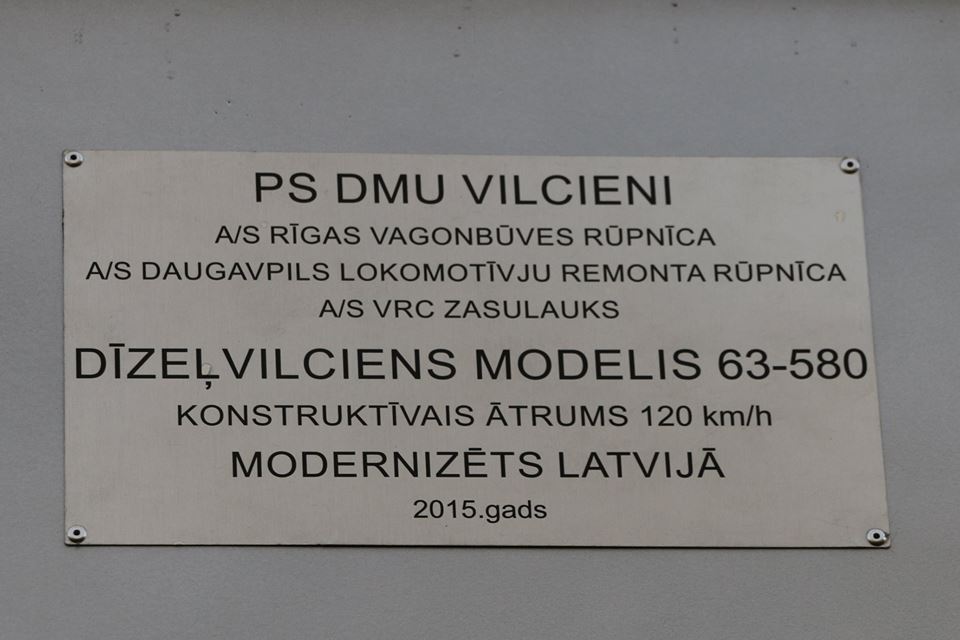 PS DMU VILCIENI
A/S RĪGAS VAGONBŪVES RŪPNĪCA
A/S DAUGAVPILS LOKOMOTĪVJU REMONTA RŪPNĪCA
A/S VRC ZASULAUKS
DĪZEĻVILCIENS MODELIS 63-580
KONSTRUKTĪVAIS ĀTRUMS 120 km/h
MODERNIZĒTS LATVIJĀ
2015.gads